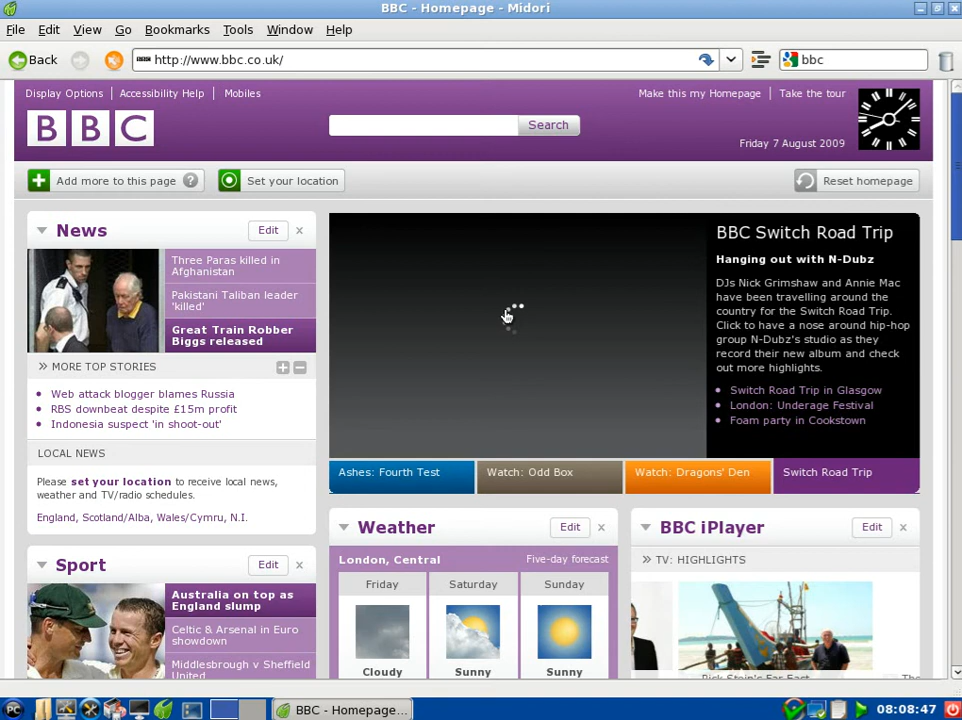 BBC - Homepage - Midori
File Edit View Go Bookmarks Tools Window Help
Back http://www.bbc.co.uk/ bbc
Display Options Accessibility Help Mobiles Make this my Homepage Take the tour
BBC
Search
Friday 7 August 2009
Add more to this page ? Set your location Reset homepage
News Edit
Three Paras killed in
Afghanistan
Pakistani Taliban leader
'killed'
Great Train Robber
Biggs released
MORE TOP STORIES
Web attack blogger blames Russia
RBS downbeat despite £15m profit
Indonesia suspect 'in shoot-out'
LOCAL NEWS
Please set your location to receive local news,
weather and TV/radio schedules.
England, Scotland/Alba, Wales/Cymru, N.I.
BBC Switch Road Trip
Hanging out with N-Dubz
DJs Nick Grimshaw and Annie Mac
have been travelling around the
country for the Switch Road Trip.
Click to have a nose around hip-hop
group N-Dubz's studio as they
record their new album and check
out more highlights.
Switch Road Trip in Glasgow
London: Underage Festival
Foam party in Cookstown
Ashes: Fourth Test Watch: Odd Box Watch: Dragons' Den Switch Road Trip
Sport Edit
Australia on top as
England slump
Celtic & Arsenal in Euro
showdown
Middlesbrough v Sheffield
United
Weather Edit
London, Central Five-day forecast
Friday Saturday Sunday
Cloudy Sunny Sunny
BBC iPlayer Edit
TV: HIGHLIGHTS
Rick Stein's Far East
The
PC BBC - Homepage... 08:08:47